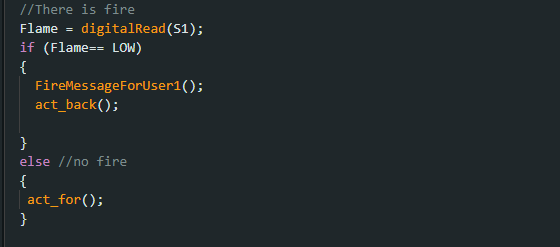 //There is fire
Flame = digitalRead(S1);
if (Flame== LOW)
{
FireMessageForUser1();
act_back();
}
else //no fire
{
act_for();
}